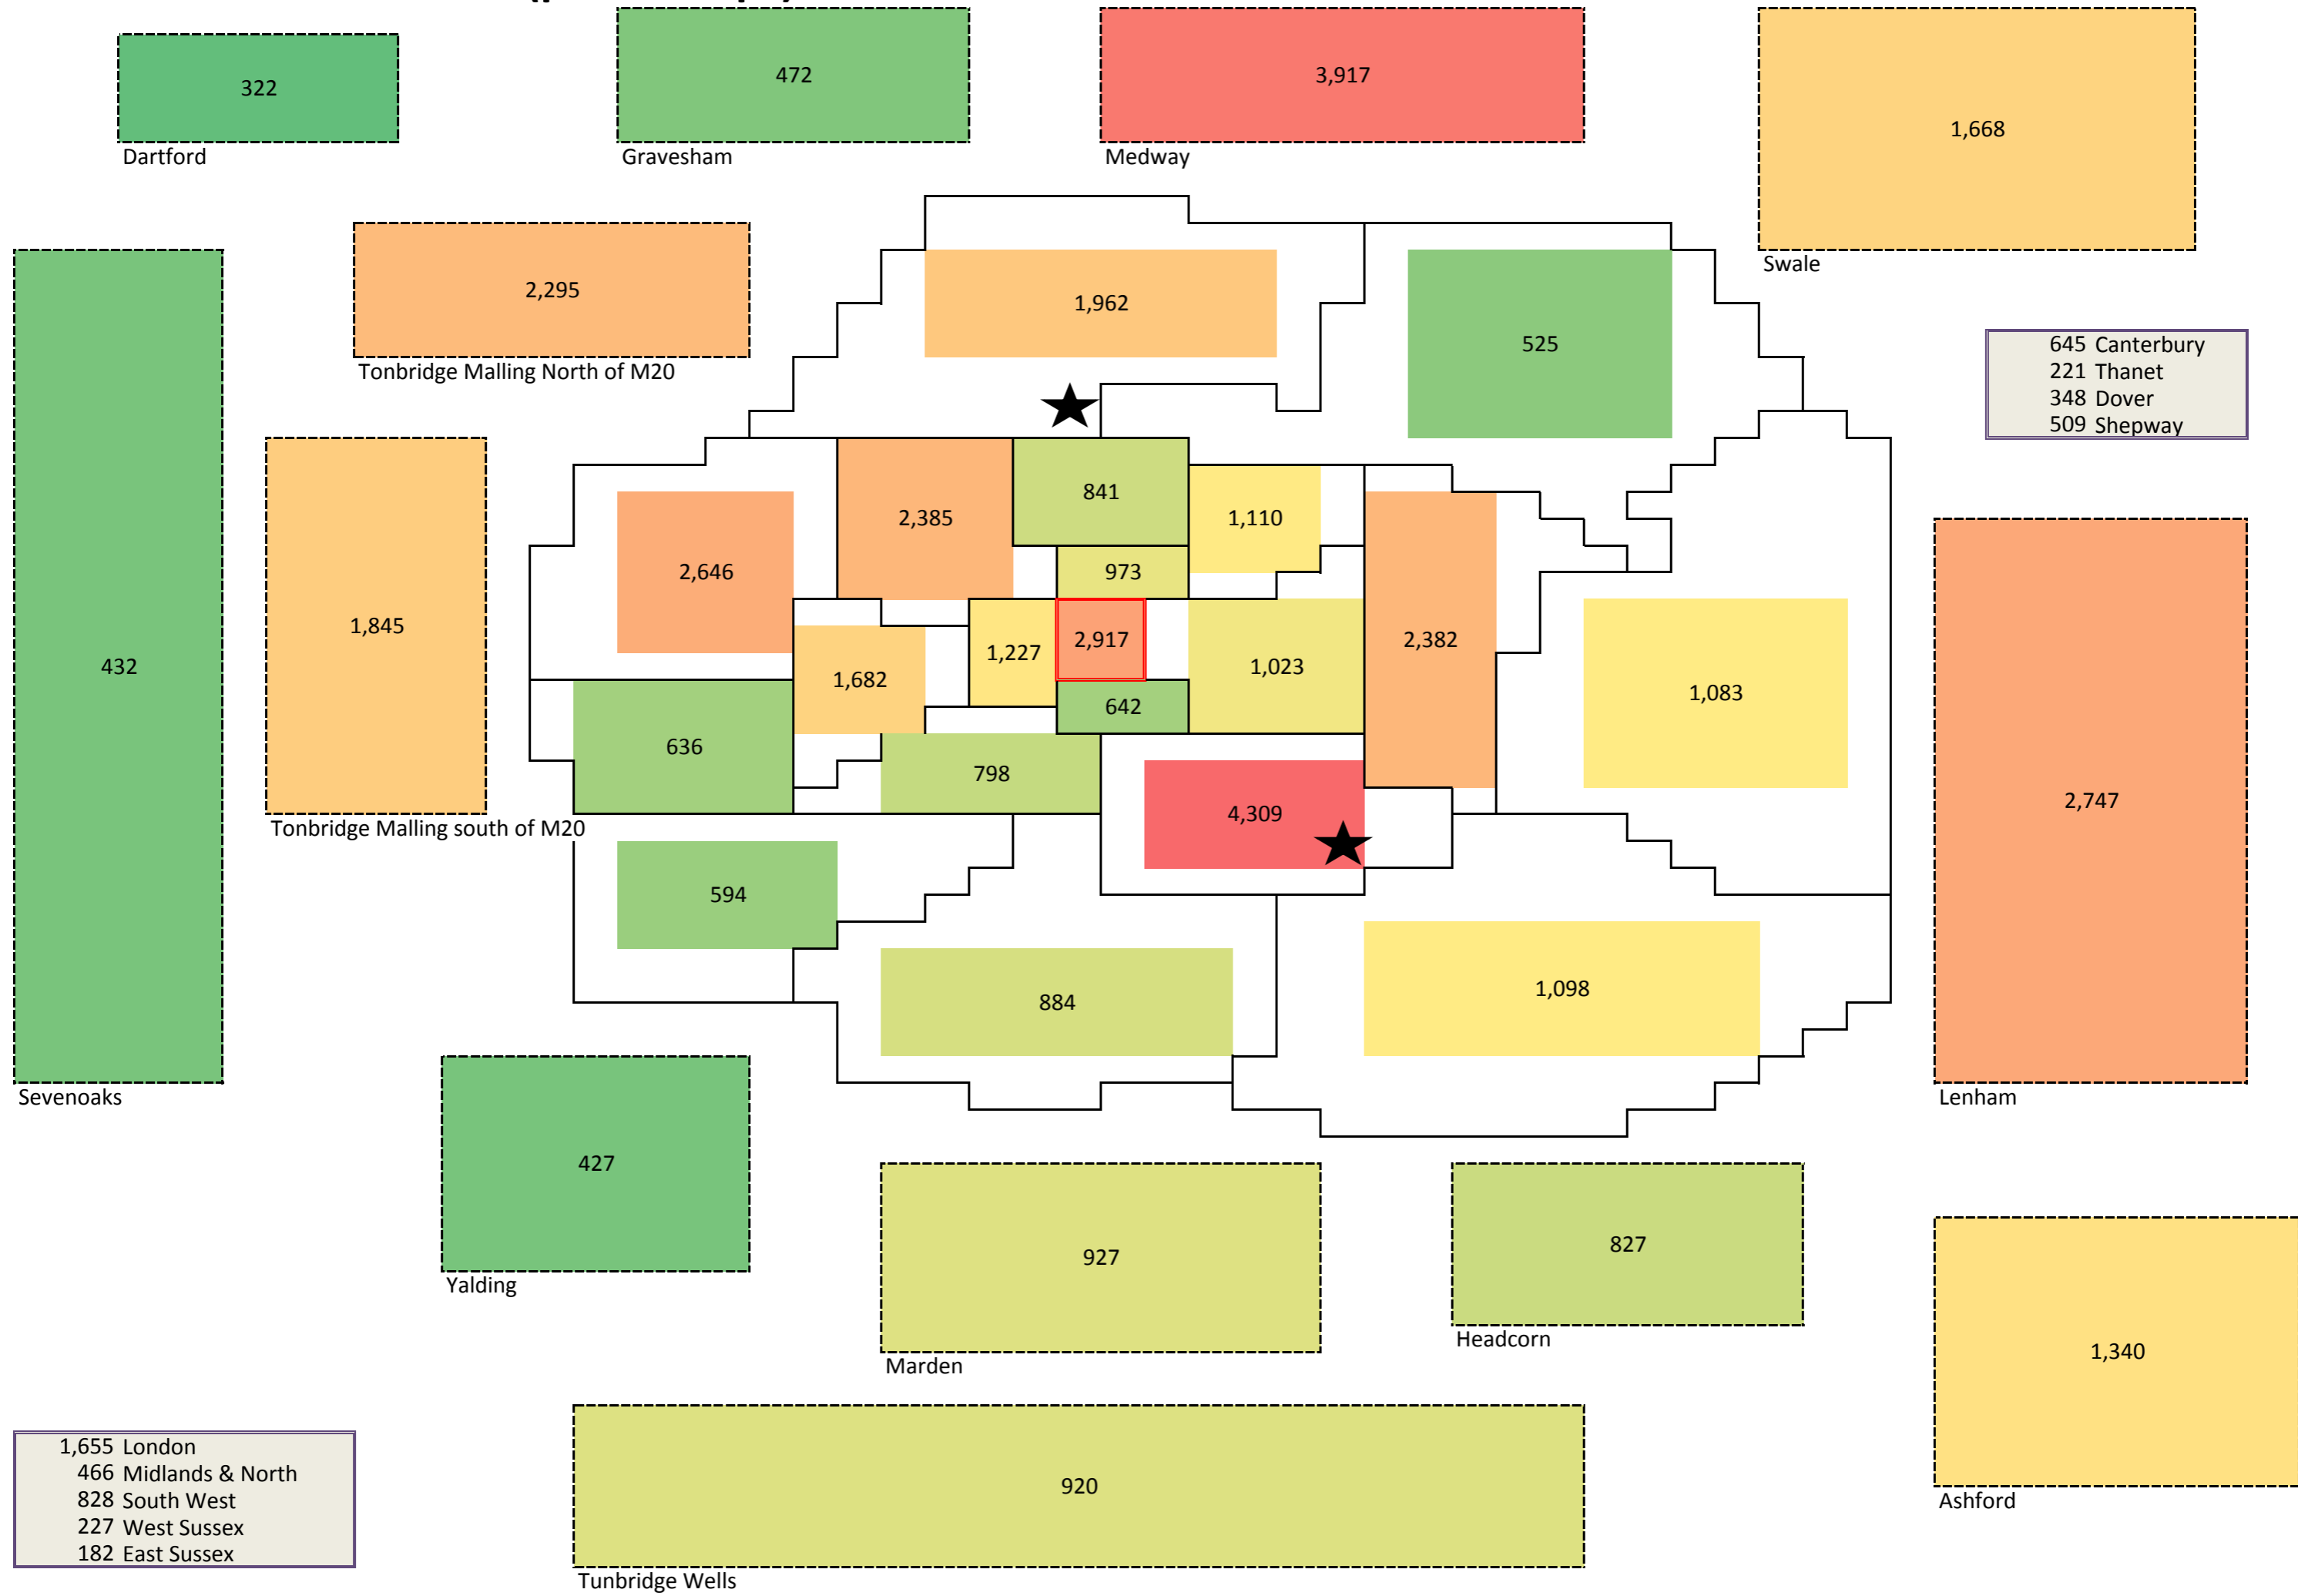 322
Dartford
472
Gravesham
3,917
Medway
1,668
Swale
2,295
Tonbridge Malling North of M20
1,962
525
645 Canterbury
221 Thanet
348 Dover
509 Shepway
432
Sevenoaks
1,845
Tonbridge Malling south of M20
2,646
2,385
841
1,110
973
2,917
1,227
1,682
1,023
2,382
642
636
798
4,309
1,083
2,747
Lenham
594
884
1,098
427
Yalding
927
Marden
827
Headcorn
1,340
Ashford
920
Tunbridge Wells
1,655 London
466 Midlands & North
828 South West
227 West Sussex
182 East Sussex